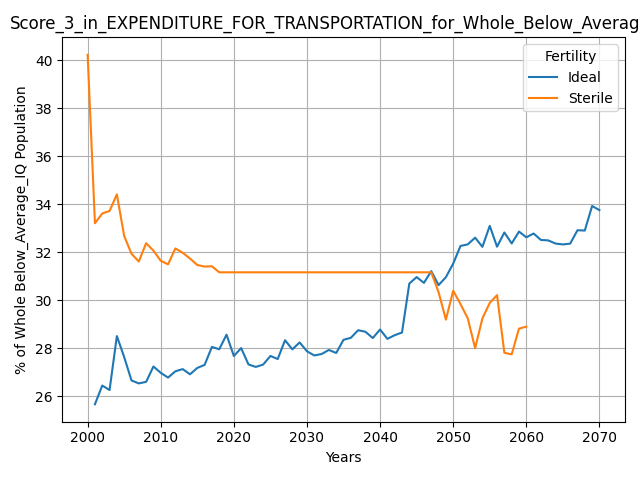 Score_3_in_EXPENDITURE_FOR_TRANSPORTATION_for_Whole_Below_Averag
Fertility
Ideal
Sterile
% of Whole Below_Average_IQ Population
40
38
36
34
32
30
28
26
2000 2010 2020 2030 2040 2050 2060 2070
Years